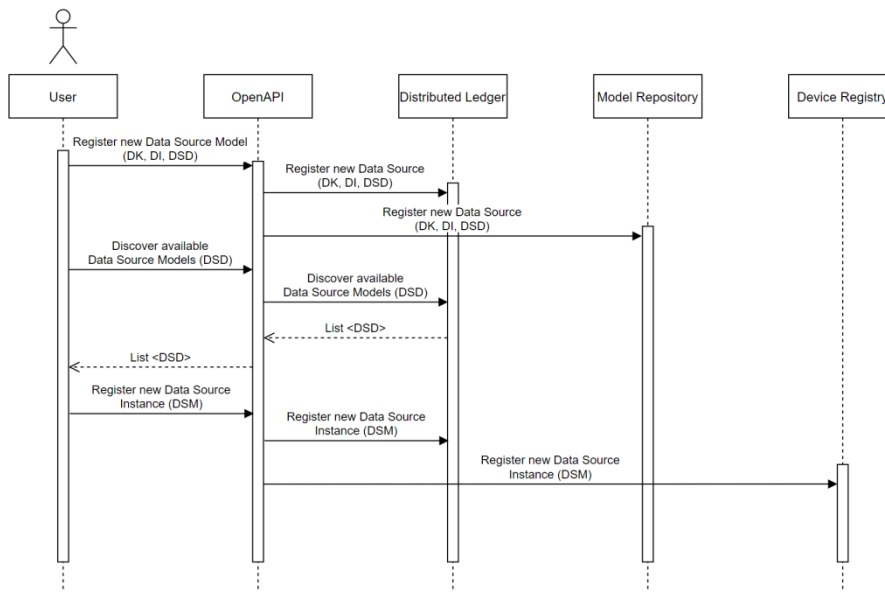 User
OpenAPI
Distributed Ledger
Model Repository
Device Registry
Register new Data Source Model
(DK, DI, DSD)
Register new Data Source
(DK, DI, DSD)
Register new Data Source
(DK, DI, DSD)
Discover available
Data Source Models (DSD)
Discover available
Data Source Models (DSD)
List <DSD>
List <DSD>
Register new Data Source
Instance (DSM)
Register new Data Source
Instance (DSM)
Register new Data Source
Instance (DSM)